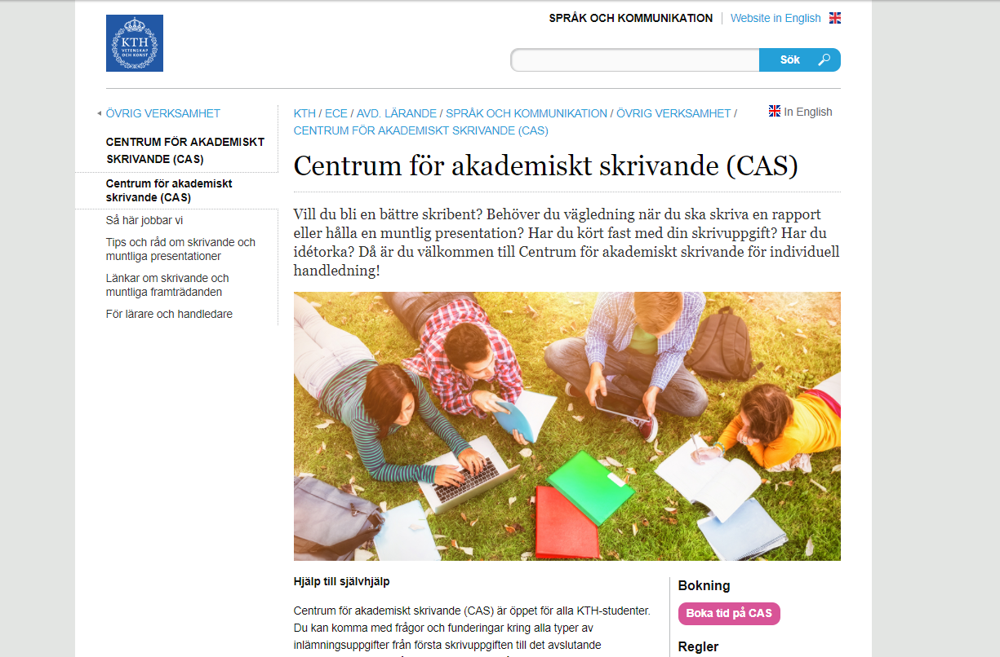 SPRÅK OCH KOMMUNIKATION
Website in English
KTH
VETENSKAP
OCH KONST
Sök
ÖVRIG VERKSAMHET
CENTRUM FÖR AKADEMISKT
SKRIVANDE (CAS)
Centrum för akademiskt
skrivande (CAS)
Så här jobbar vi
Tips och råd om skrivande och
muntliga presentationer
Länkar om skrivande och
muntliga framträdanden
För lärare och handledare
KTH / ECE / AVD. LÄRANDE / SPRÅK OCH KOMMUNIKATION / ÖVRIG VERKSAMHET /
CENTRUM FÖR AKADEMISKT SKRIVANDE (CAS)
In English
Centrum för akademiskt skrivande (CAS)
Vill du bli en bättre skribent? Behöver du vägledning när du ska skriva en rapport
eller hålla en muntlig presentation? Har du kört fast med din skrivuppgift? Har du
idétorka? Då är du välkommen till Centrum för akademiskt skrivande för individuell
handledning!
Hjälp till självhjälp
Centrum för akademiskt skrivande (CAS) är öppet för alla KTH-studenter.
Du kan komma med frågor och funderingar kring alla typer av
inlämningsuppgifter från första skrivuppgiften till det avslutande
Bokning
Boka tid på CAS
Regler